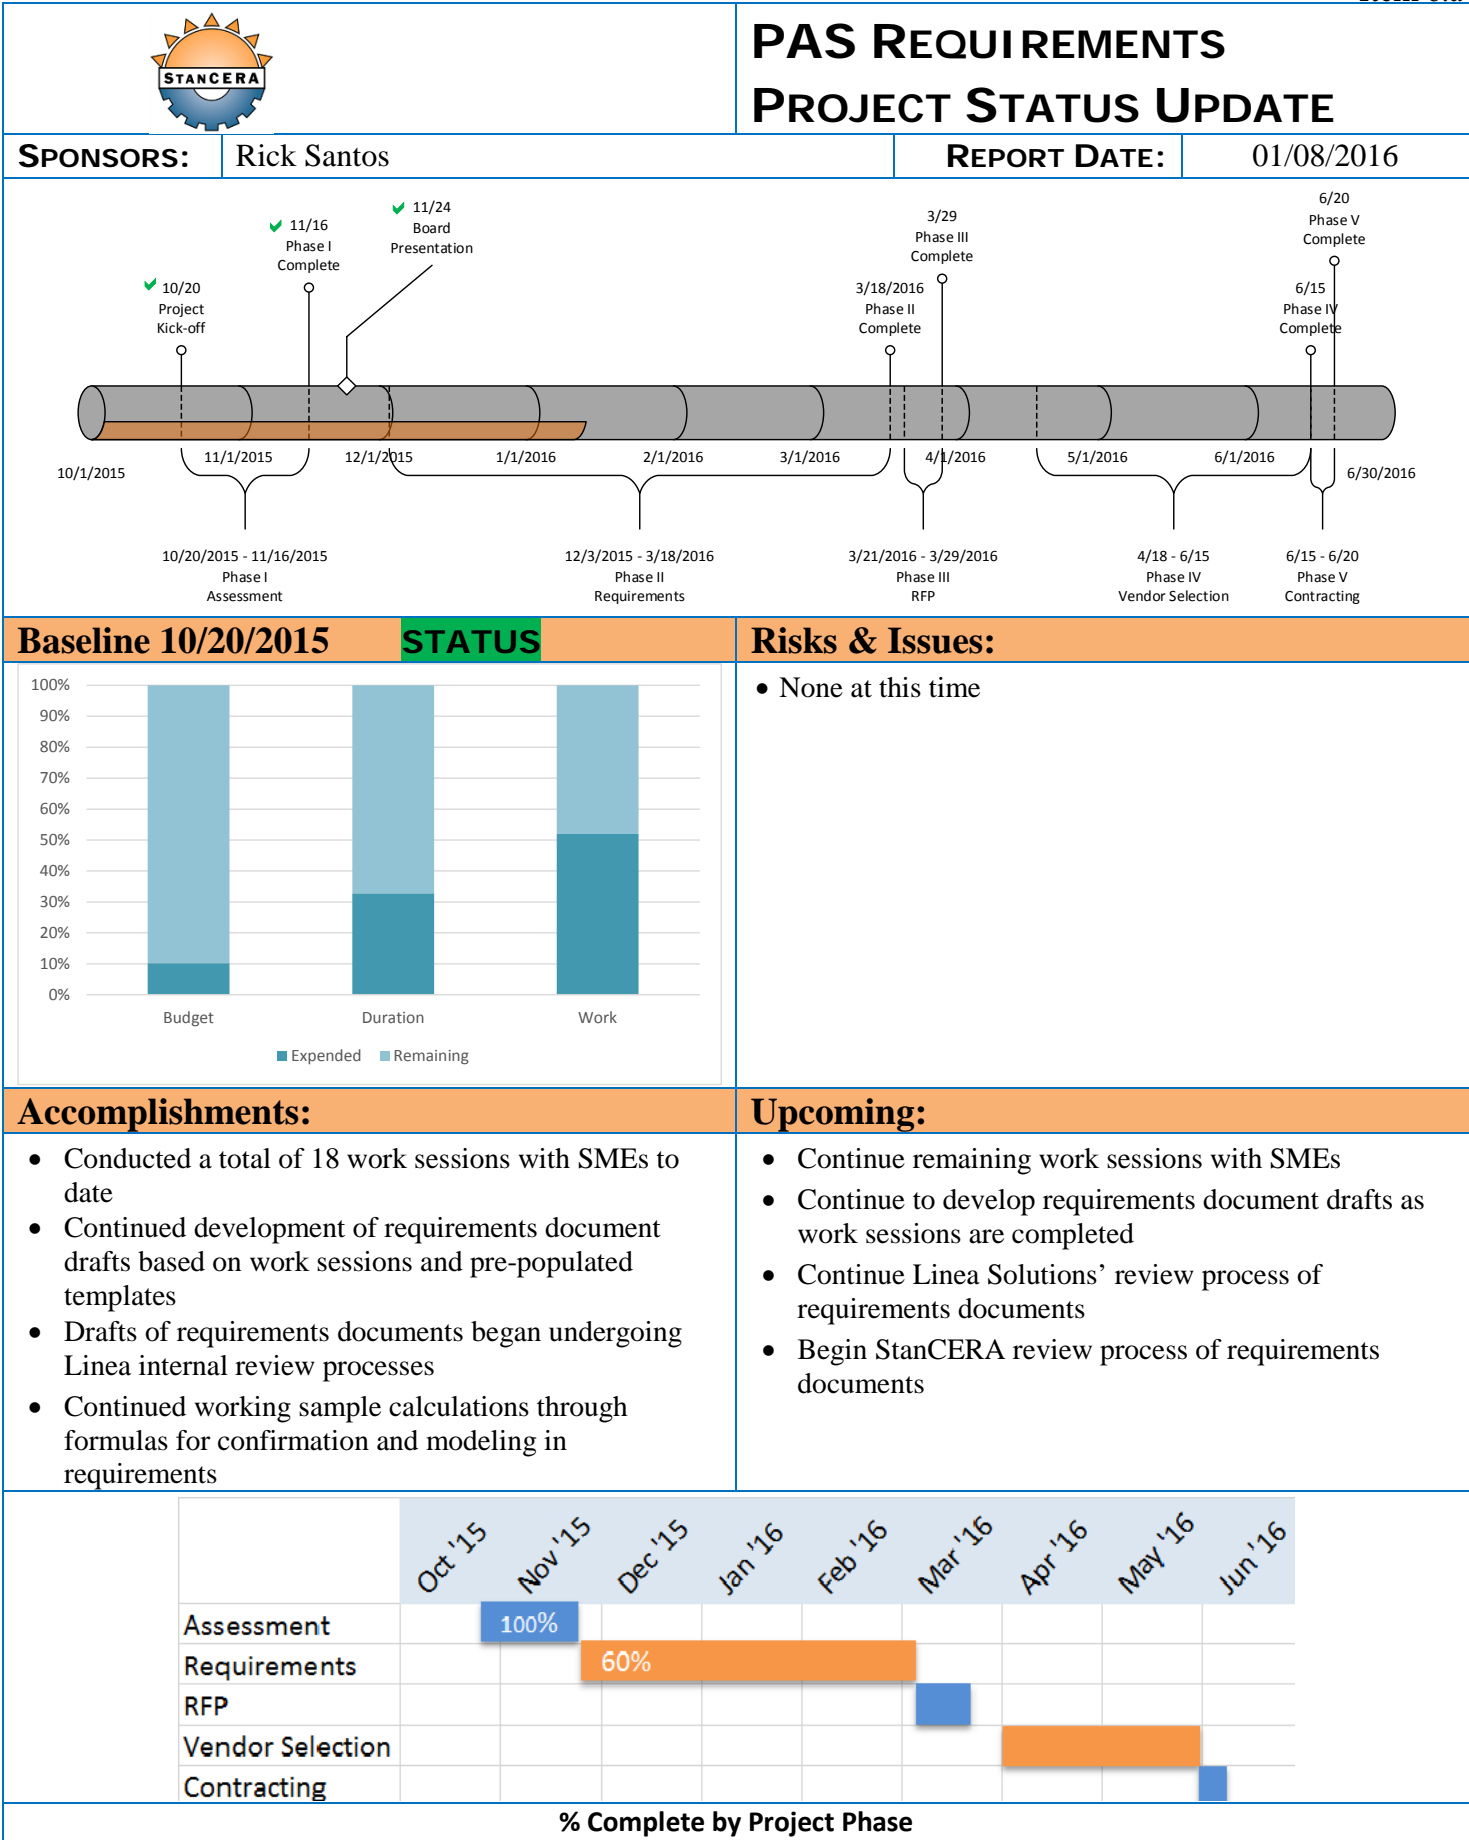 STANCERA
PAS REQUIREMENTS
PROJECT STATUS UPDATE
SPONSORS:
Rick Santos
REPORT DATE:
01/08/2016
10/20
Project
Kick-off
11/16
Phase I
Complete
11/24
Board
Presentation
3/18/2016
Phase II
Complete
3/29
Phase III
Complete
6/15
Phase IV
Complete
6/20
Phase V
Complete
10/1/2015
11/1/2015
12/1/2015
1/1/2016
2/1/2016
3/1/2016
4/1/2016
5/1/2016
6/1/2016
6/30/2016
10/20/2015 - 11/16/2015
Phase I
Assessment
12/3/2015 - 3/18/2016
Phase II
Requirements
3/21/2016 - 3/29/2016
Phase III
RFP
4/18 - 6/15
Phase IV
Vendor Selection
6/15 - 6/20
Phase V
Contracting
Baseline 10/20/2015 STATUS
100%
90%
80%
70%
60%
50%
40%
30%
20%
10%
0%
Budget
Duration
Work
Expended
Remaining
Risks & Issues:
• None at this time
Accomplishments:
• Conducted a total of 18 work sessions with SMEs to
date
• Continued development of requirements document
drafts based on work sessions and pre-populated
templates
• Drafts of requirements documents began undergoing
Linea internal review processes
• Continued working sample calculations through
formulas for confirmation and modeling in
requirements
Upcoming:
• Continue remaining work sessions with SMEs
• Continue to develop requirements document drafts as
work sessions are completed
• Continue Linea Solutions’ review process of
requirements documents
• Begin StanCERA review process of requirements
documents
Oct '15
Nov '15
Dec '15
Jan '16
Feb '16
Mar '16
Apr '16
May '16
Jun '16
Assessment
100%
Requirements
60%
RFP
Vendor Selection
Contracting
% Complete by Project Phase